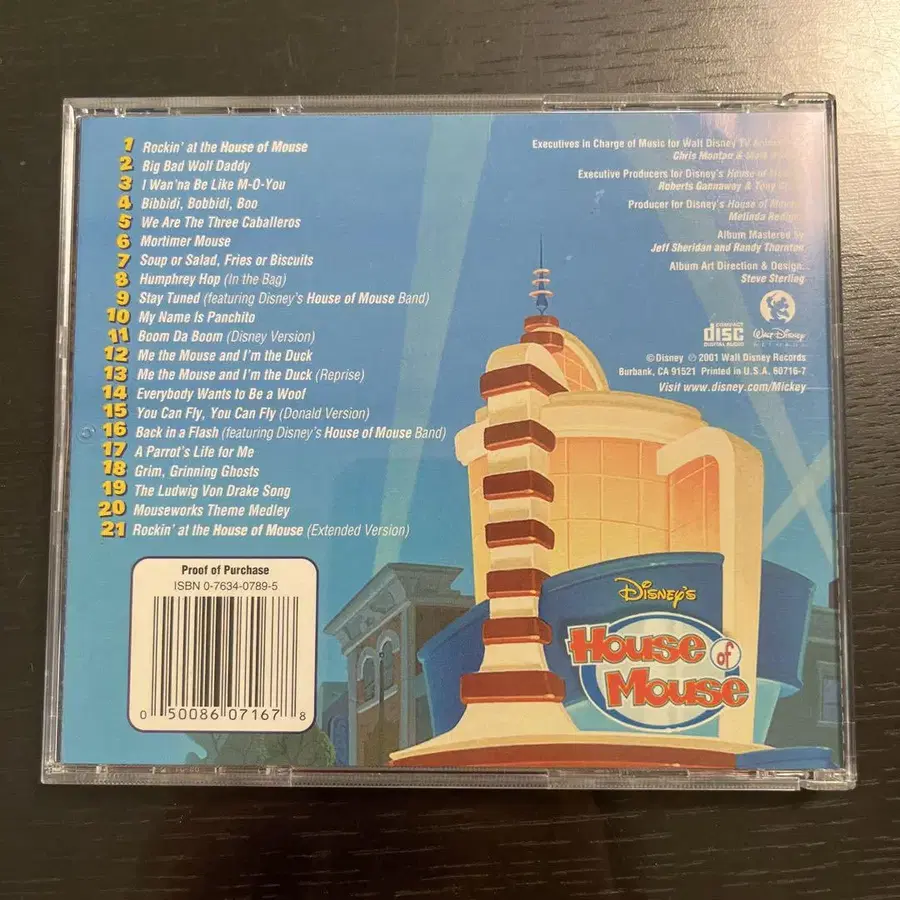 1 Rockin' at the House of Mouse
2 Big Bad Wolf Daddy
3 I Wan'na Be Like M-O-You
4 Bibbidi, Bobbidi, Boo
5 We Are The Three Caballeros
6 Mortimer Mouse
7 Soup or Salad, Fries or Biscuits
8 Humphrey Hop (In the Bag)
9 Stay Tuned (featuring Disney's House of Mouse Band)
10 My Name Is Panchito
11 Boom Da Boom (Disney Version)
12 Me the Mouse and I'm the Duck
13 Me the Mouse and I'm the Duck (Reprise)
14 Everybody Wants to Be a Woof
15 You Can Fly, You Can Fly (Donald Version)
16 Back in a Flash (featuring Disney's House of Mouse Band)
17 A Parrot's Life for Me
18 Grim, Grinning Ghosts
19 The Ludwig Von Drake Song
20 Mouseworks Theme Medley
21 Rockin' at the House of Mouse (Extended Version)
Executives in Charge of Music for Walt Disney TV
Chris Montan &
Executive Producers for Disney's House of
Roberts Gannaway & Tony
Producer for Disney's House of
Melinda
Album Mastered by
Jeff Sheridan and Randy Thornton
Album Art Direction & Design
Steve Sterling
COMPACT
disc
DIGITAL AUDIO
Walt Disney
RECORDS
© Disney ℗ 2001 Walt Disney Records
Burbank, CA 91521 Printed in U.S.A. 60716-7
Visit www.disney.com/Mickey
Proof of Purchase
ISBN 0-7634-0789-5
0 50086 07167 8
Disney's
House of
Mouse